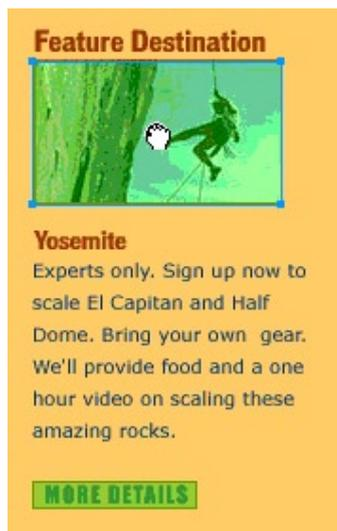 Feature Destination
Yosemite
Experts only. Sign up now to
scale El Capitan and Half
Dome. Bring your own gear.
We'll provide food and a one
hour video on scaling these
amazing rocks.
MORE DETAILS